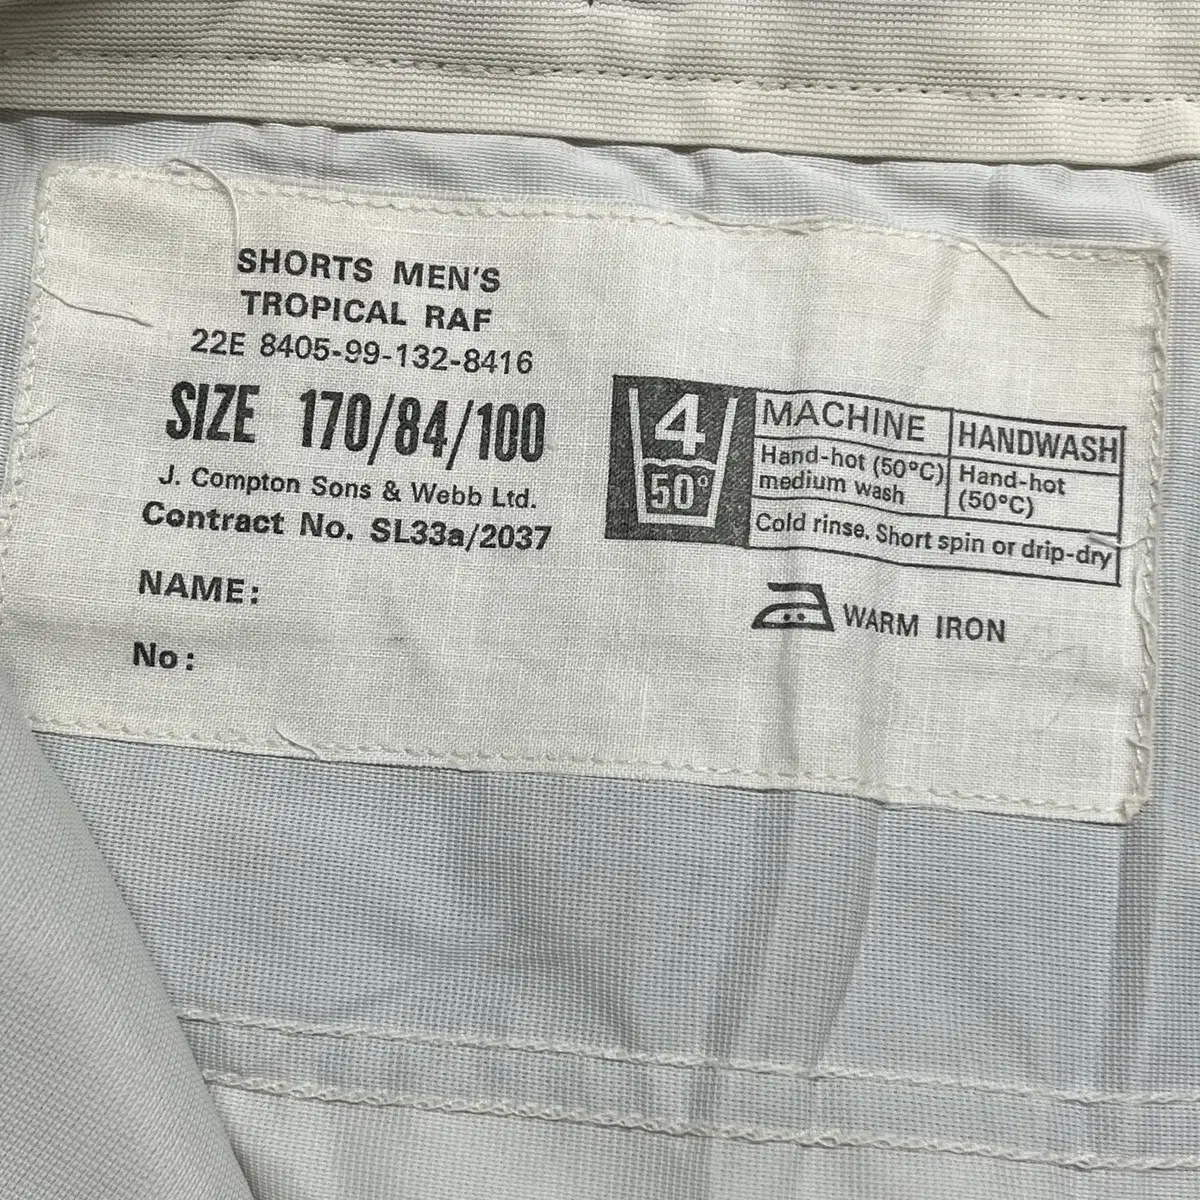 SHORTS MEN'S
TROPICAL RAF
22E 8405-99-132-8416
SIZE 170/84/100
J. Compton Sons & Webb Ltd.
Contract No. SL33a/2037
NAME:
No:
4
50°
MACHINE HANDWASH
Hand-hot (50°C) Hand-hot
medium wash (50°C)
Cold rinse. Short spin or drip-dry
WARM IRON